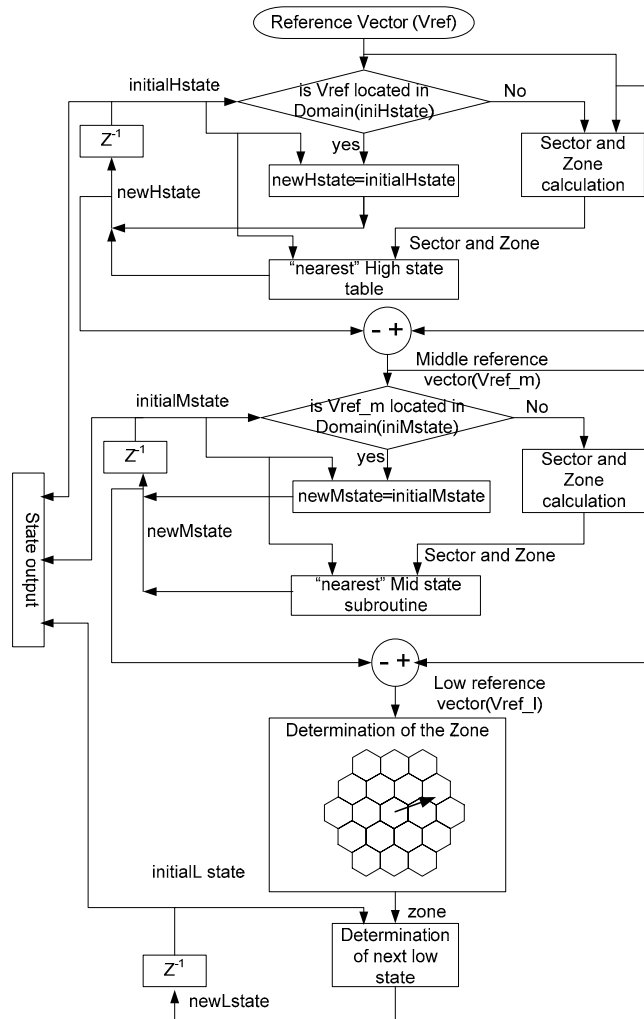 Reference Vector (Vref)
initialHstate
is Vref located in
Domain(iniHstate)
No
Z-1
yes
Sector and
Zone
calculation
newHstate=initialHstate
newHstate
Sector and Zone
“nearest” High state
table
- +
Middle reference
vector(Vref_m)
initialMstate
is Vref_m located in
Domain(iniMstate)
No
Z-1
yes
Sector and
Zone
calculation
newMstate=initialMstate
State output
newMstate
Sector and Zone
“nearest” Mid state
subroutine
- +
Low reference
vector(Vref_l)
Determination of the Zone
initialL state
zone
Determination
of next low
state
Z-1
newLstate